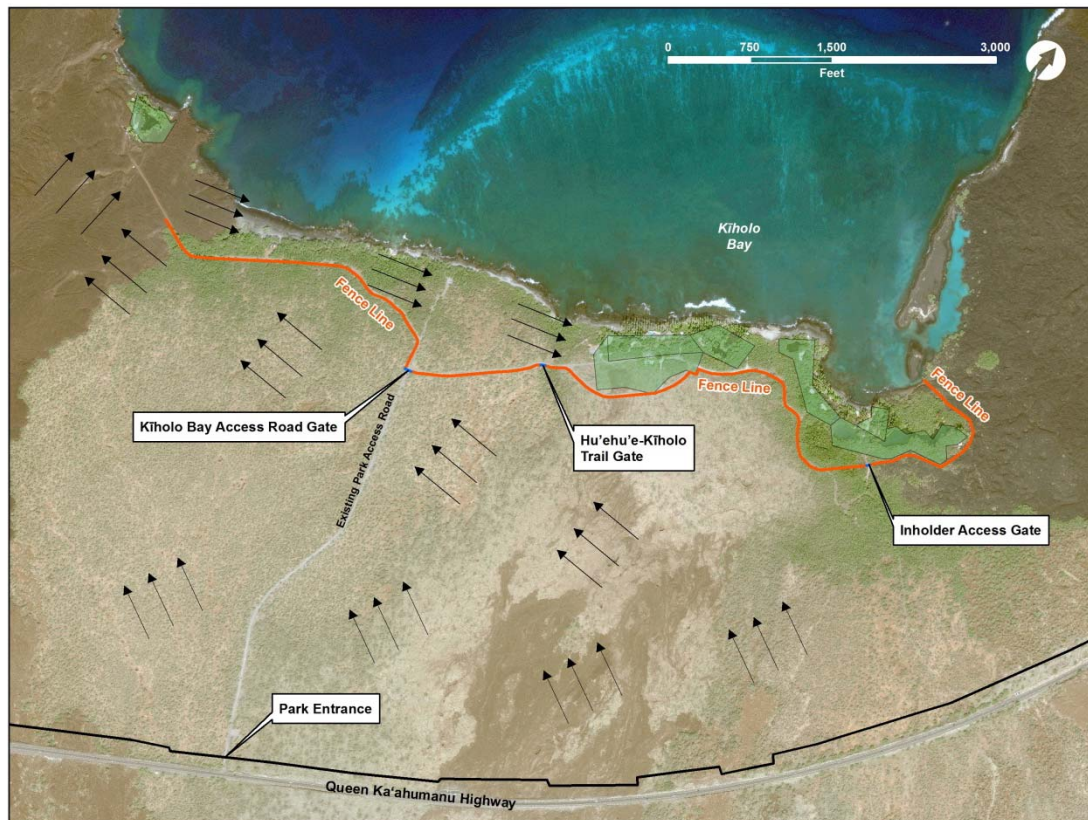 0 750 1,500 3,000
Feet
Kīholo
Bay
Fence Line
Fence Line
Fence Line
Kīholo Bay Access Road Gate
Hu'ehu'e-Kīholo
Trail Gate
Existing Park Access Road
Inholder Access Gate
Park Entrance
Queen Ka'ahumanu Highway